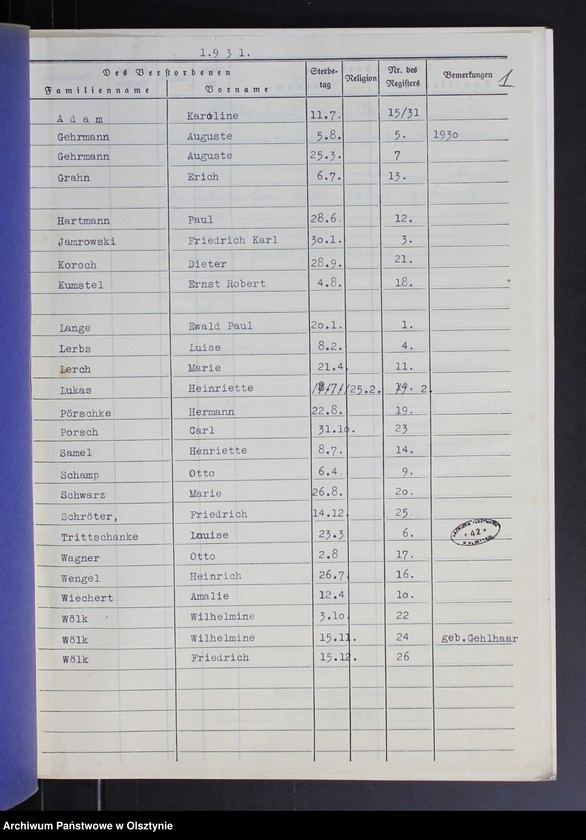 1.9 3 1.
Des Verstorbenen Sterbetag Religion Nr. des Registers Bemerkungen 1
Familienname Vorname
A d a m Karoline 11.7. 15/31
Gehrmann Auguste 5.8. 5. 1930
Gehrmann Auguste 25.3. 7
Grahn Erich 6.7. 13.
Hartmann Paul 28.6. 12.
Jamrowski Friedrich Karl 30.1. 3.
Koroch Dieter 28.9. 21.
Kumstel Ernst Robert 4.8. 18.
Lange Ewald Paul 20.1. 1.
Lerbs Luise 8.2. 4.
Lerch Marie 21.4. 11.
Lukas Heinriette 25.2. 2
Pörschke Hermann 22.8. 19.
Porsch Carl 31.10. 23
Samel Henriette 8.7. 14.
Schamp Otto 6.4. 9.
Schwarz Marie 26.8. 20.
Schröter, Friedrich 14.12. 25
Trittschanke Louise 23.3 6. * 42 *
Wagner Otto 2.8 17.
Wengel Heinrich 26.7. 16.
Wiechert Amalie 12.4 10.
Wölk Wilhelmine 3.10. 22
Wölk Wilhelmine 15.11. 24 geb.Gehlhaar
Wölk Friedrich 15.12. 26
Archiwum Państwowe w Olsztynie